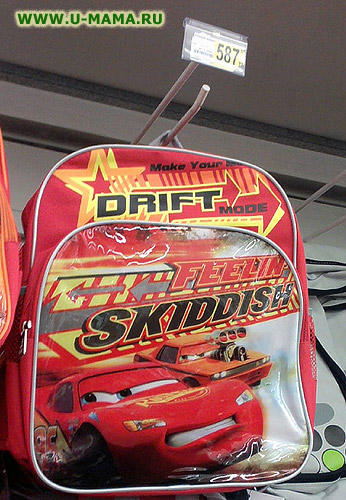 WWW.U-MAMA.RU
587
Make Your
DRIFT
MODE
FEELIN'
SKIDDISH